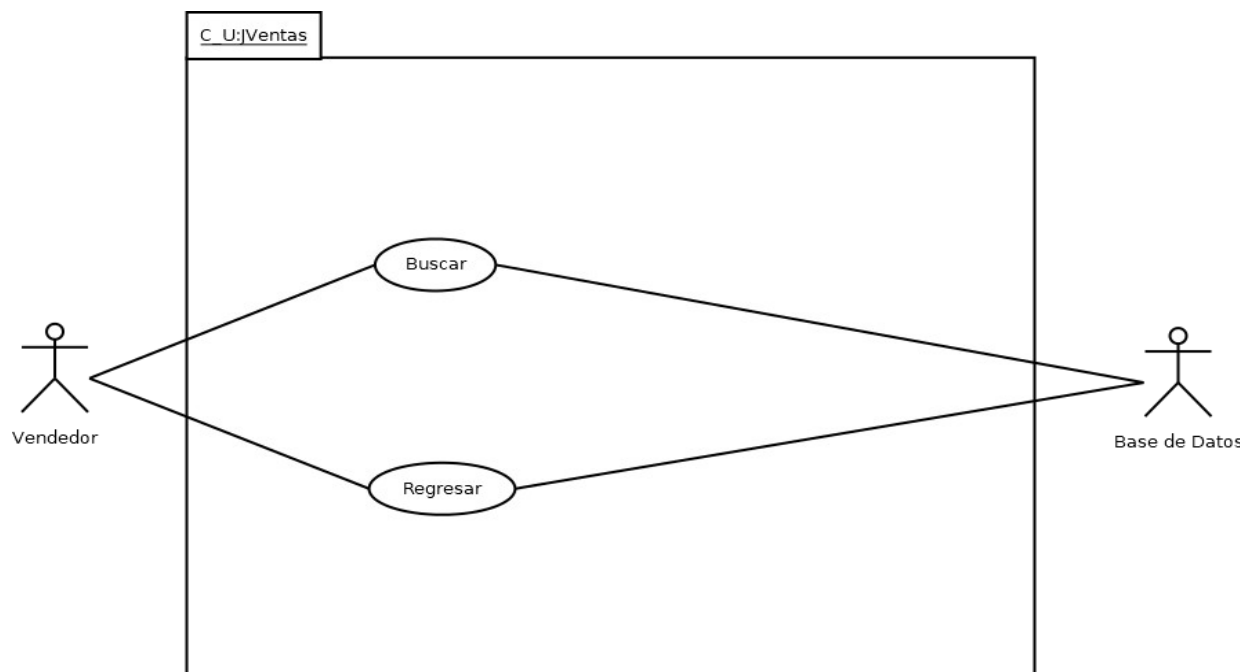 C_U:JVentas
Buscar
Vendedor
Base de Datos
Regresar